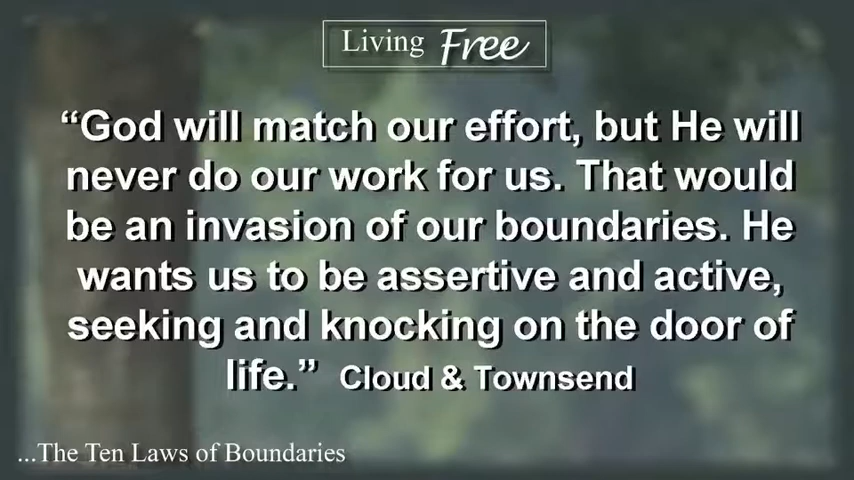 Living Free
“God will match our effort, but He will
never do our work for us. That would
be an invasion of our boundaries. He
wants us to be assertive and active,
seeking and knocking on the door of
life.” Cloud & Townsend
...The Ten Laws of Boundaries